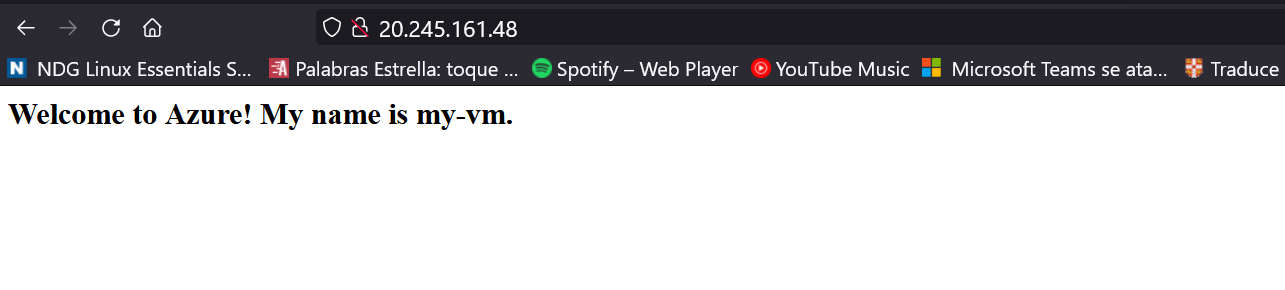 20.245.161.48
N NDG Linux Essentials S... Palabras Estrella: toque ... Spotify – Web Player YouTube Music Microsoft Teams se ata... Traduce
Welcome to Azure! My name is my-vm.